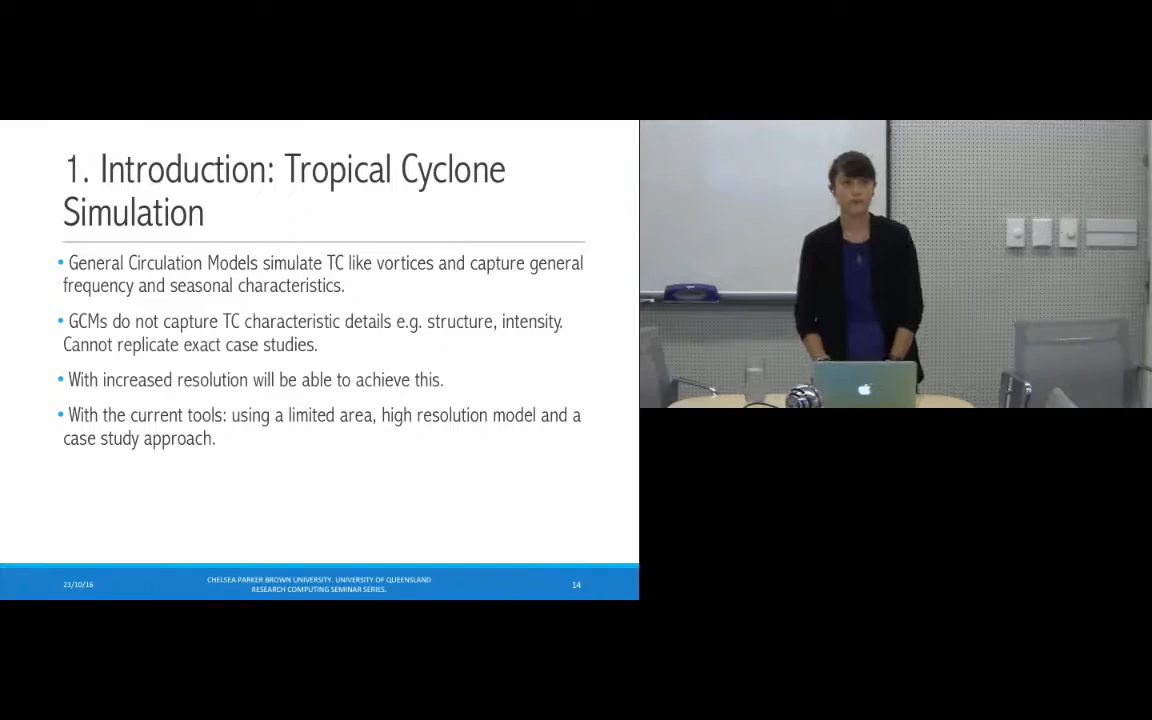 1. Introduction: Tropical Cyclone
Simulation
• General Circulation Models simulate TC like vortices and capture general
frequency and seasonal characteristics.
• GCMs do not capture TC characteristic details e.g. structure, intensity.
Cannot replicate exact case studies.
• With increased resolution will be able to achieve this.
• With the current tools: using a limited area, high resolution model and a
case study approach.
21/10/16
CHELSEA PARKER BROWN UNIVERSITY. UNIVERSITY OF QUEENSLAND
RESEARCH COMPUTING SEMINAR SERIES.
14